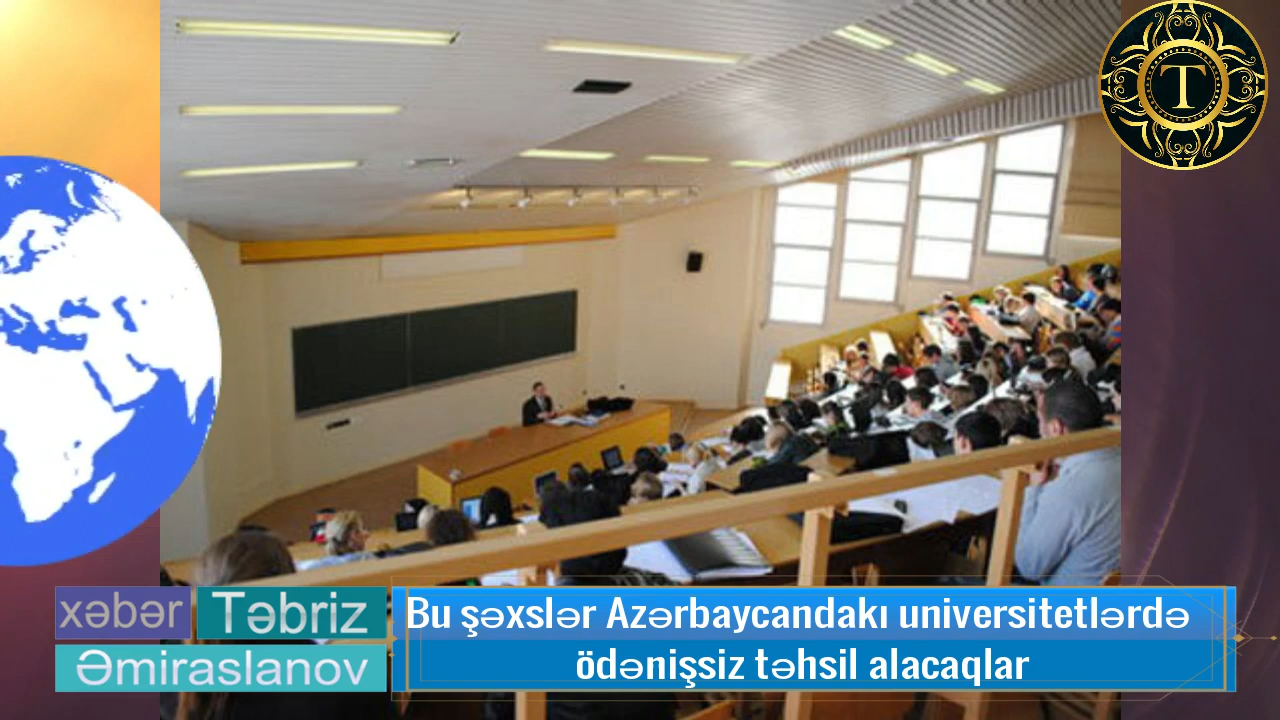 T
xəbər Təbriz
Əmiraslanov
Bu şəxslər Azərbaycandakı universitetlərdə
ödənişsiz təhsil alacaqlar